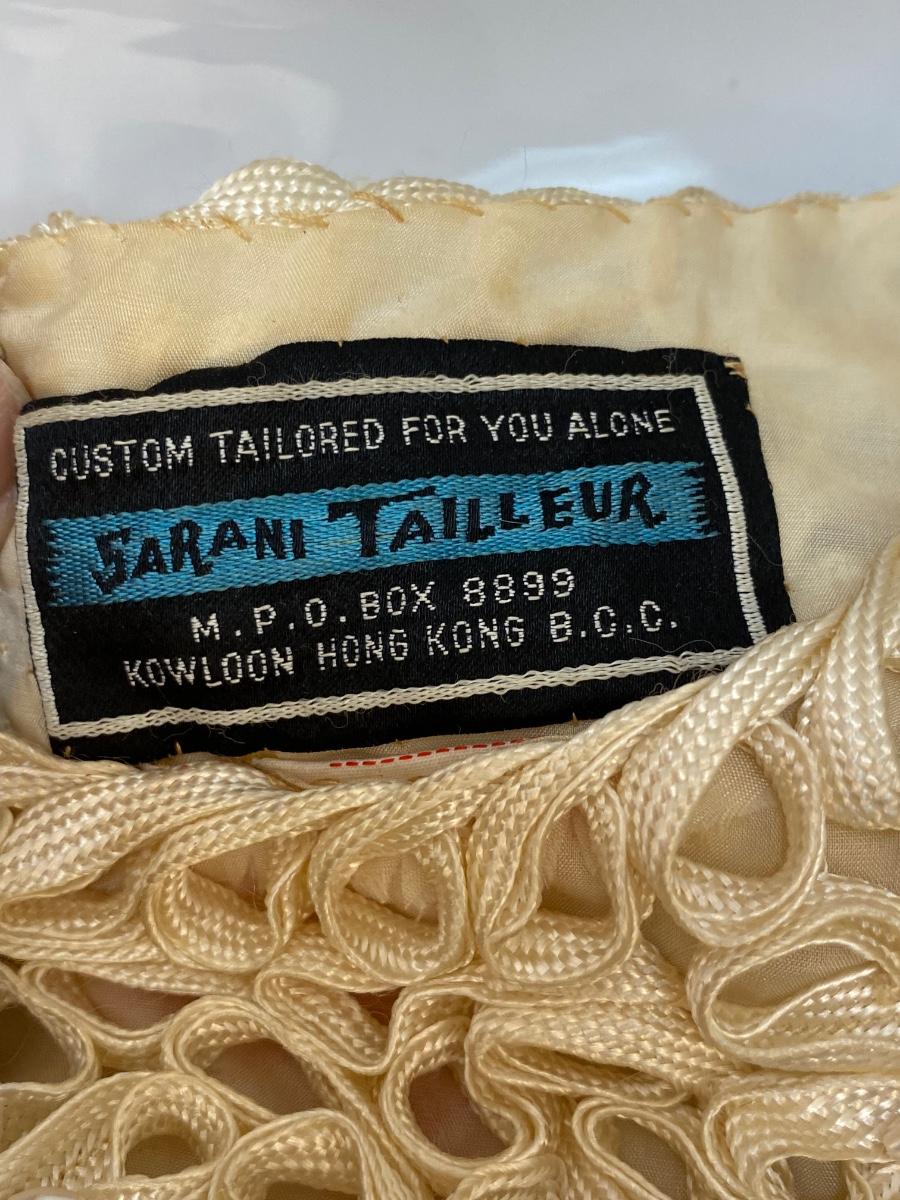 CUSTOM TAILORED FOR YOU ALONE
SARANI TAILLEUR
M.P.O.BOX 8899
KOWLOON HONG KONG B.C.C.